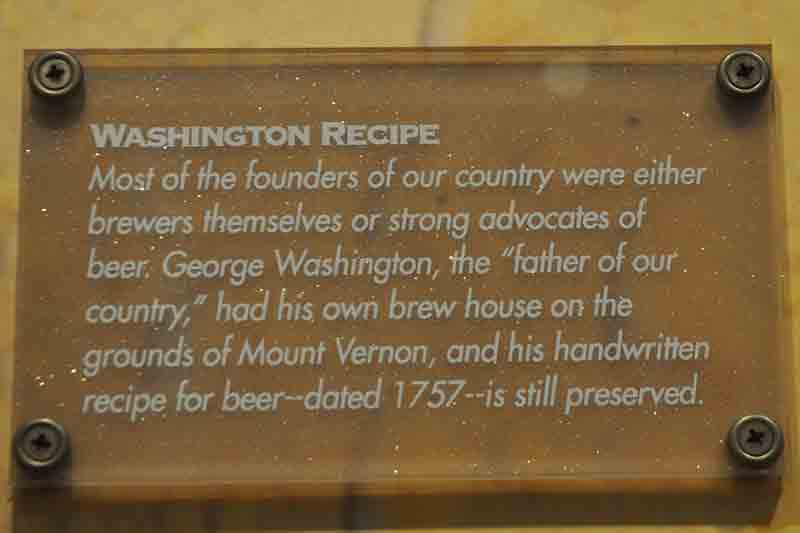 WASHINGTON RECIPE
Most of the founders of our country were either
brewers themselves or strong advocates of
beer. George Washington, the “father of our
country,” had his own brew house on the
grounds of Mount Vernon, and his handwritten
recipe for beer--dated 1757--is still preserved.